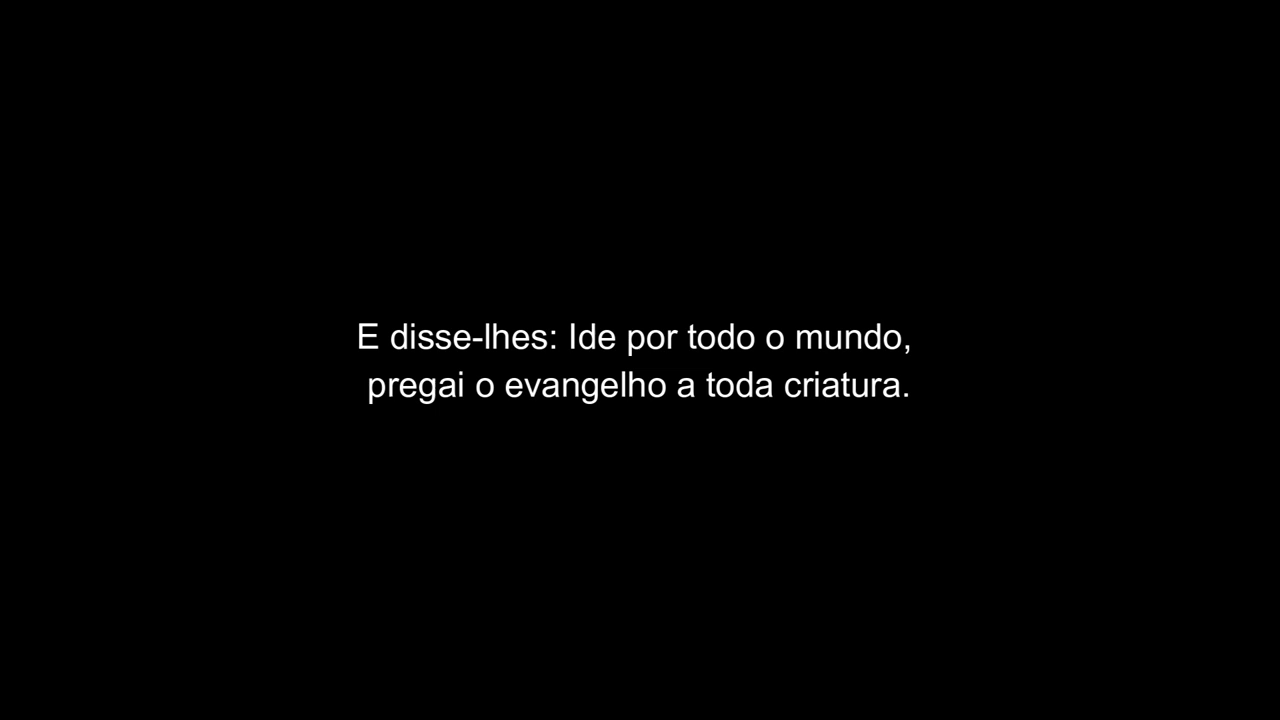 E disse-lhes: Ide por todo o mundo,
pregai o evangelho a toda criatura.